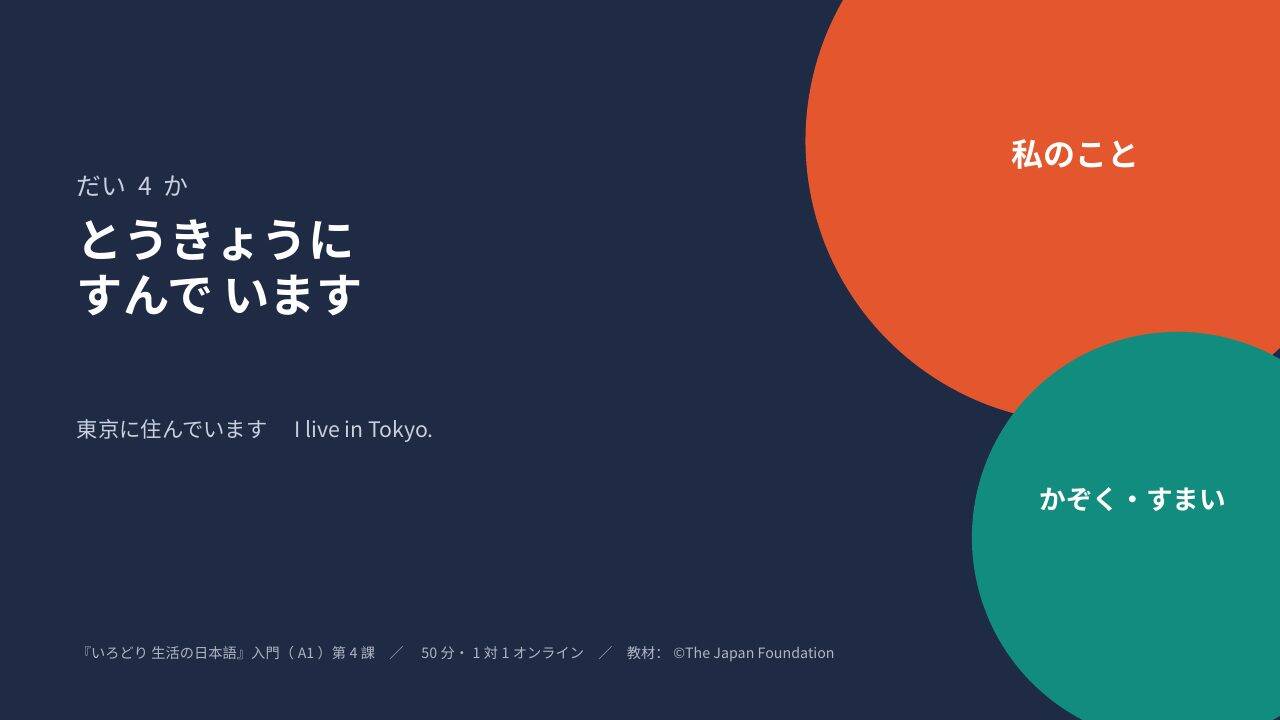 だい 4 か
とうきょうに
すんで います
東京に住んでいます I live in Tokyo.
『いろどり 生活の日本語』入門（ A1 ）第 4 課 ／ 50 分・ 1 対 1 オンライン ／ 教材： ©The Japan Foundation
私のこと
かぞく・すまい